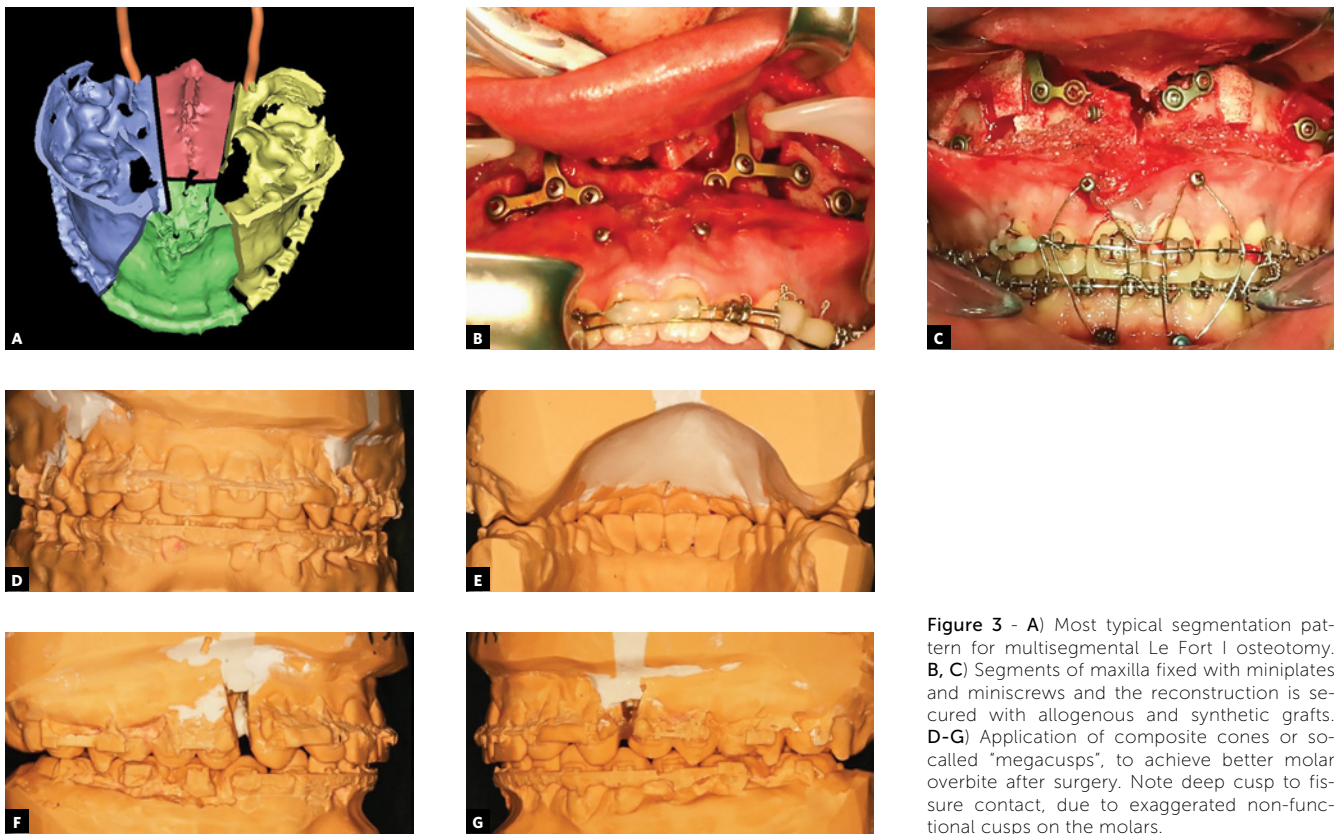 A
B
C
D
E
F
G
Figure 3 - A) Most typical segmentation pat-
tern for multisegmental Le Fort I osteotomy.
B, C) Segments of maxilla fixed with miniplates
and miniscrews and the reconstruction is se-
cured with allogenous and synthetic grafts.
D-G) Application of composite cones or so-
called "megacusps", to achieve better molar
overbite after surgery. Note deep cusp to fis-
sure contact, due to exaggerated non-func-
tional cusps on the molars.